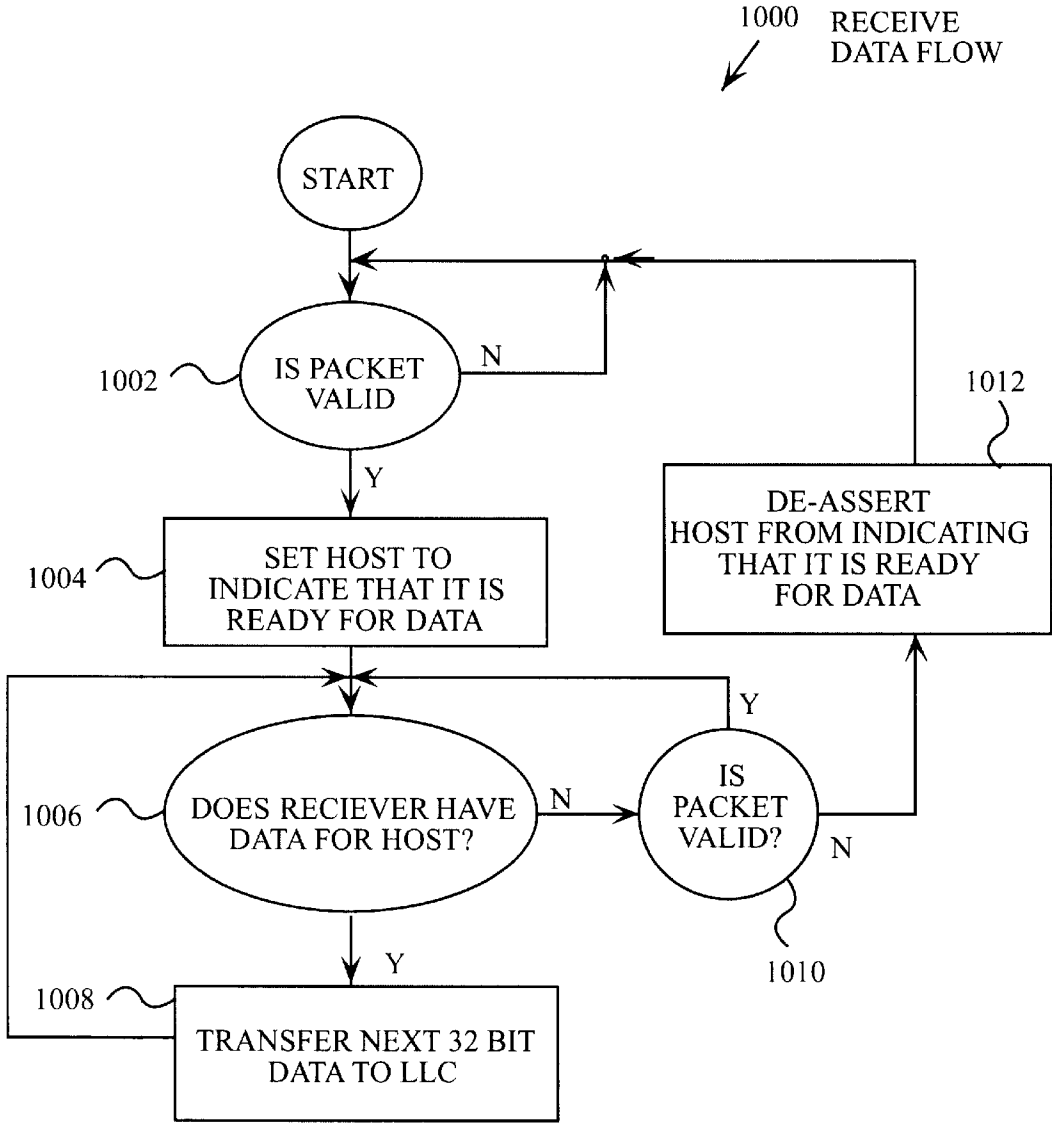 1000
RECEIVE
DATA FLOW
START
IS PACKET
VALID
N
1002
Y
1012
DE-ASSERT
HOST FROM INDICATING
THAT IT IS READY
FOR DATA
SET HOST TO
INDICATE THAT IT IS
READY FOR DATA
1004
Y
IS
PACKET
VALID?
DOES RECIEVER HAVE
DATA FOR HOST?
N
1006
N
1010
Y
1008
TRANSFER NEXT 32 BIT
DATA TO LLC